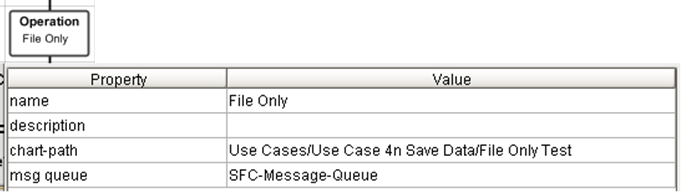 Operation
File Only
Property Value
name File Only
description
chart-path Use Cases/Use Case 4n Save Data/File Only Test
msg queue SFC-Message-Queue